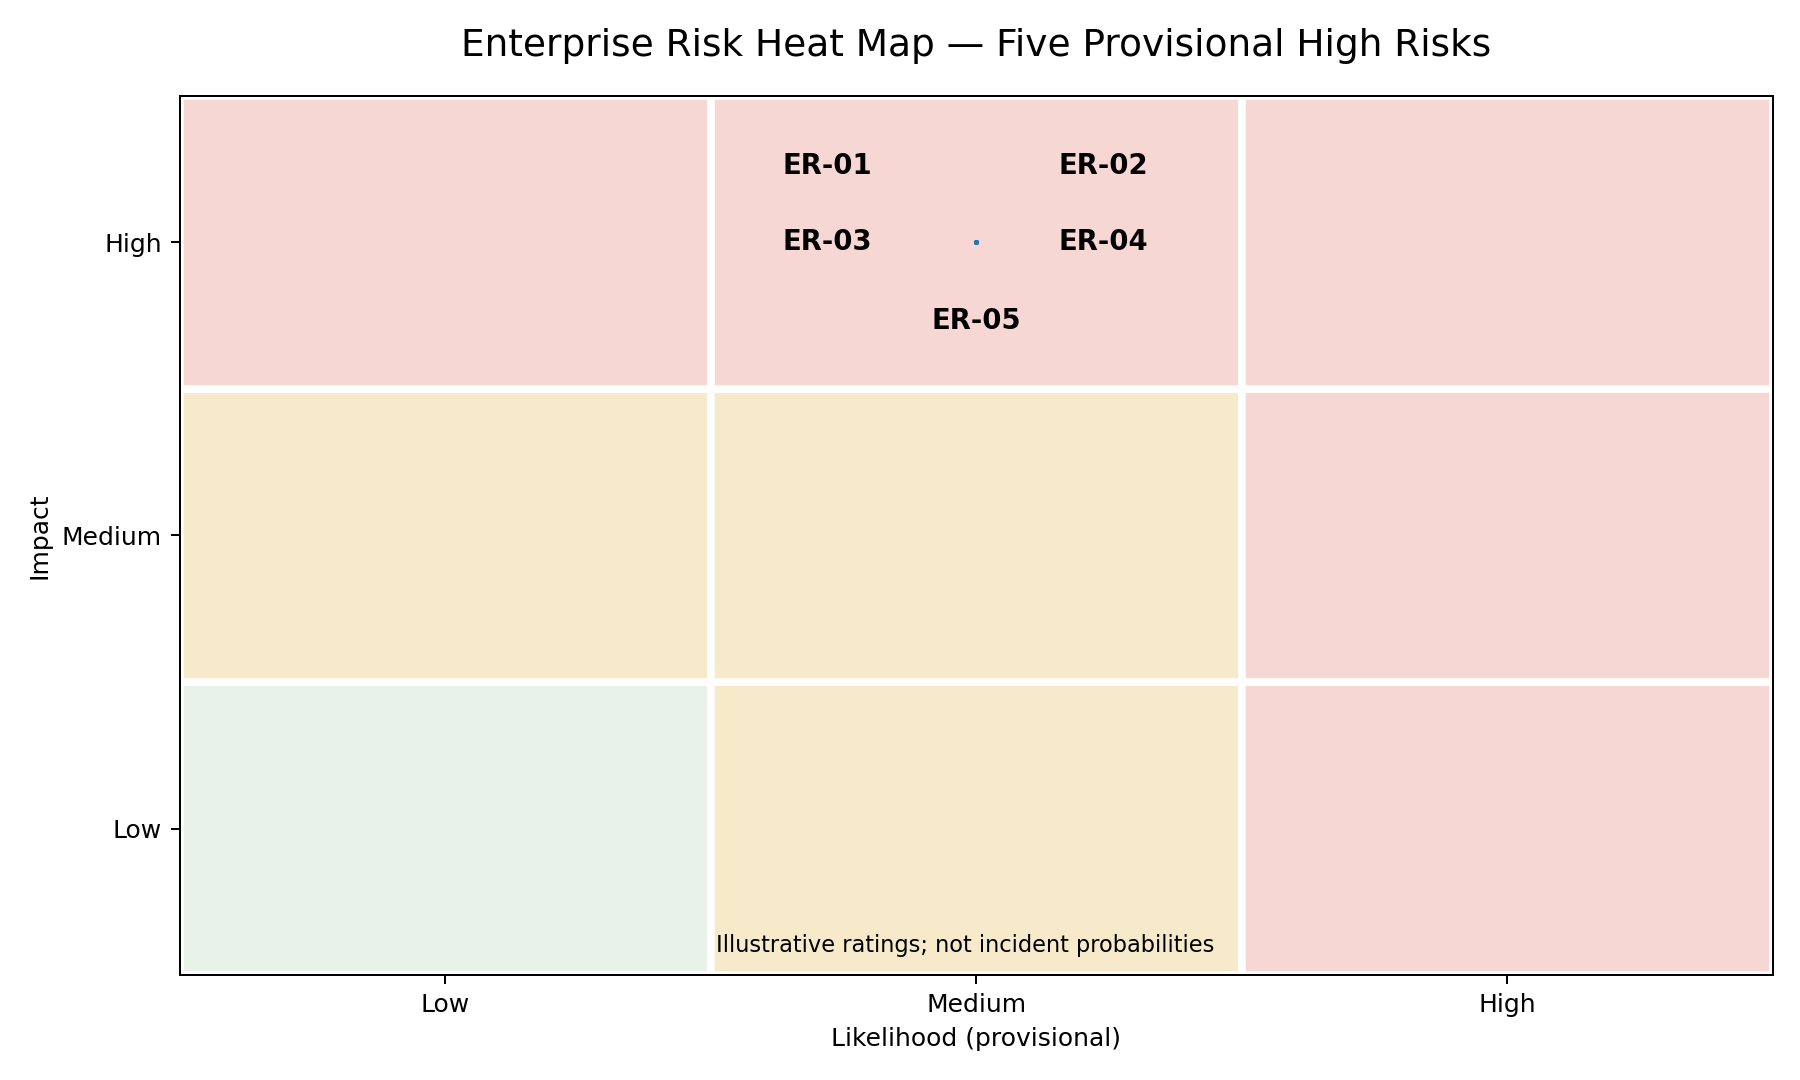 Enterprise Risk Heat Map — Five Provisional High Risks
ER-01 ER-02
High ER-03 ER-04
ER-05
Impact
Medium
Low
Illustrative ratings; not incident probabilities
Low Medium High
Likelihood (provisional)